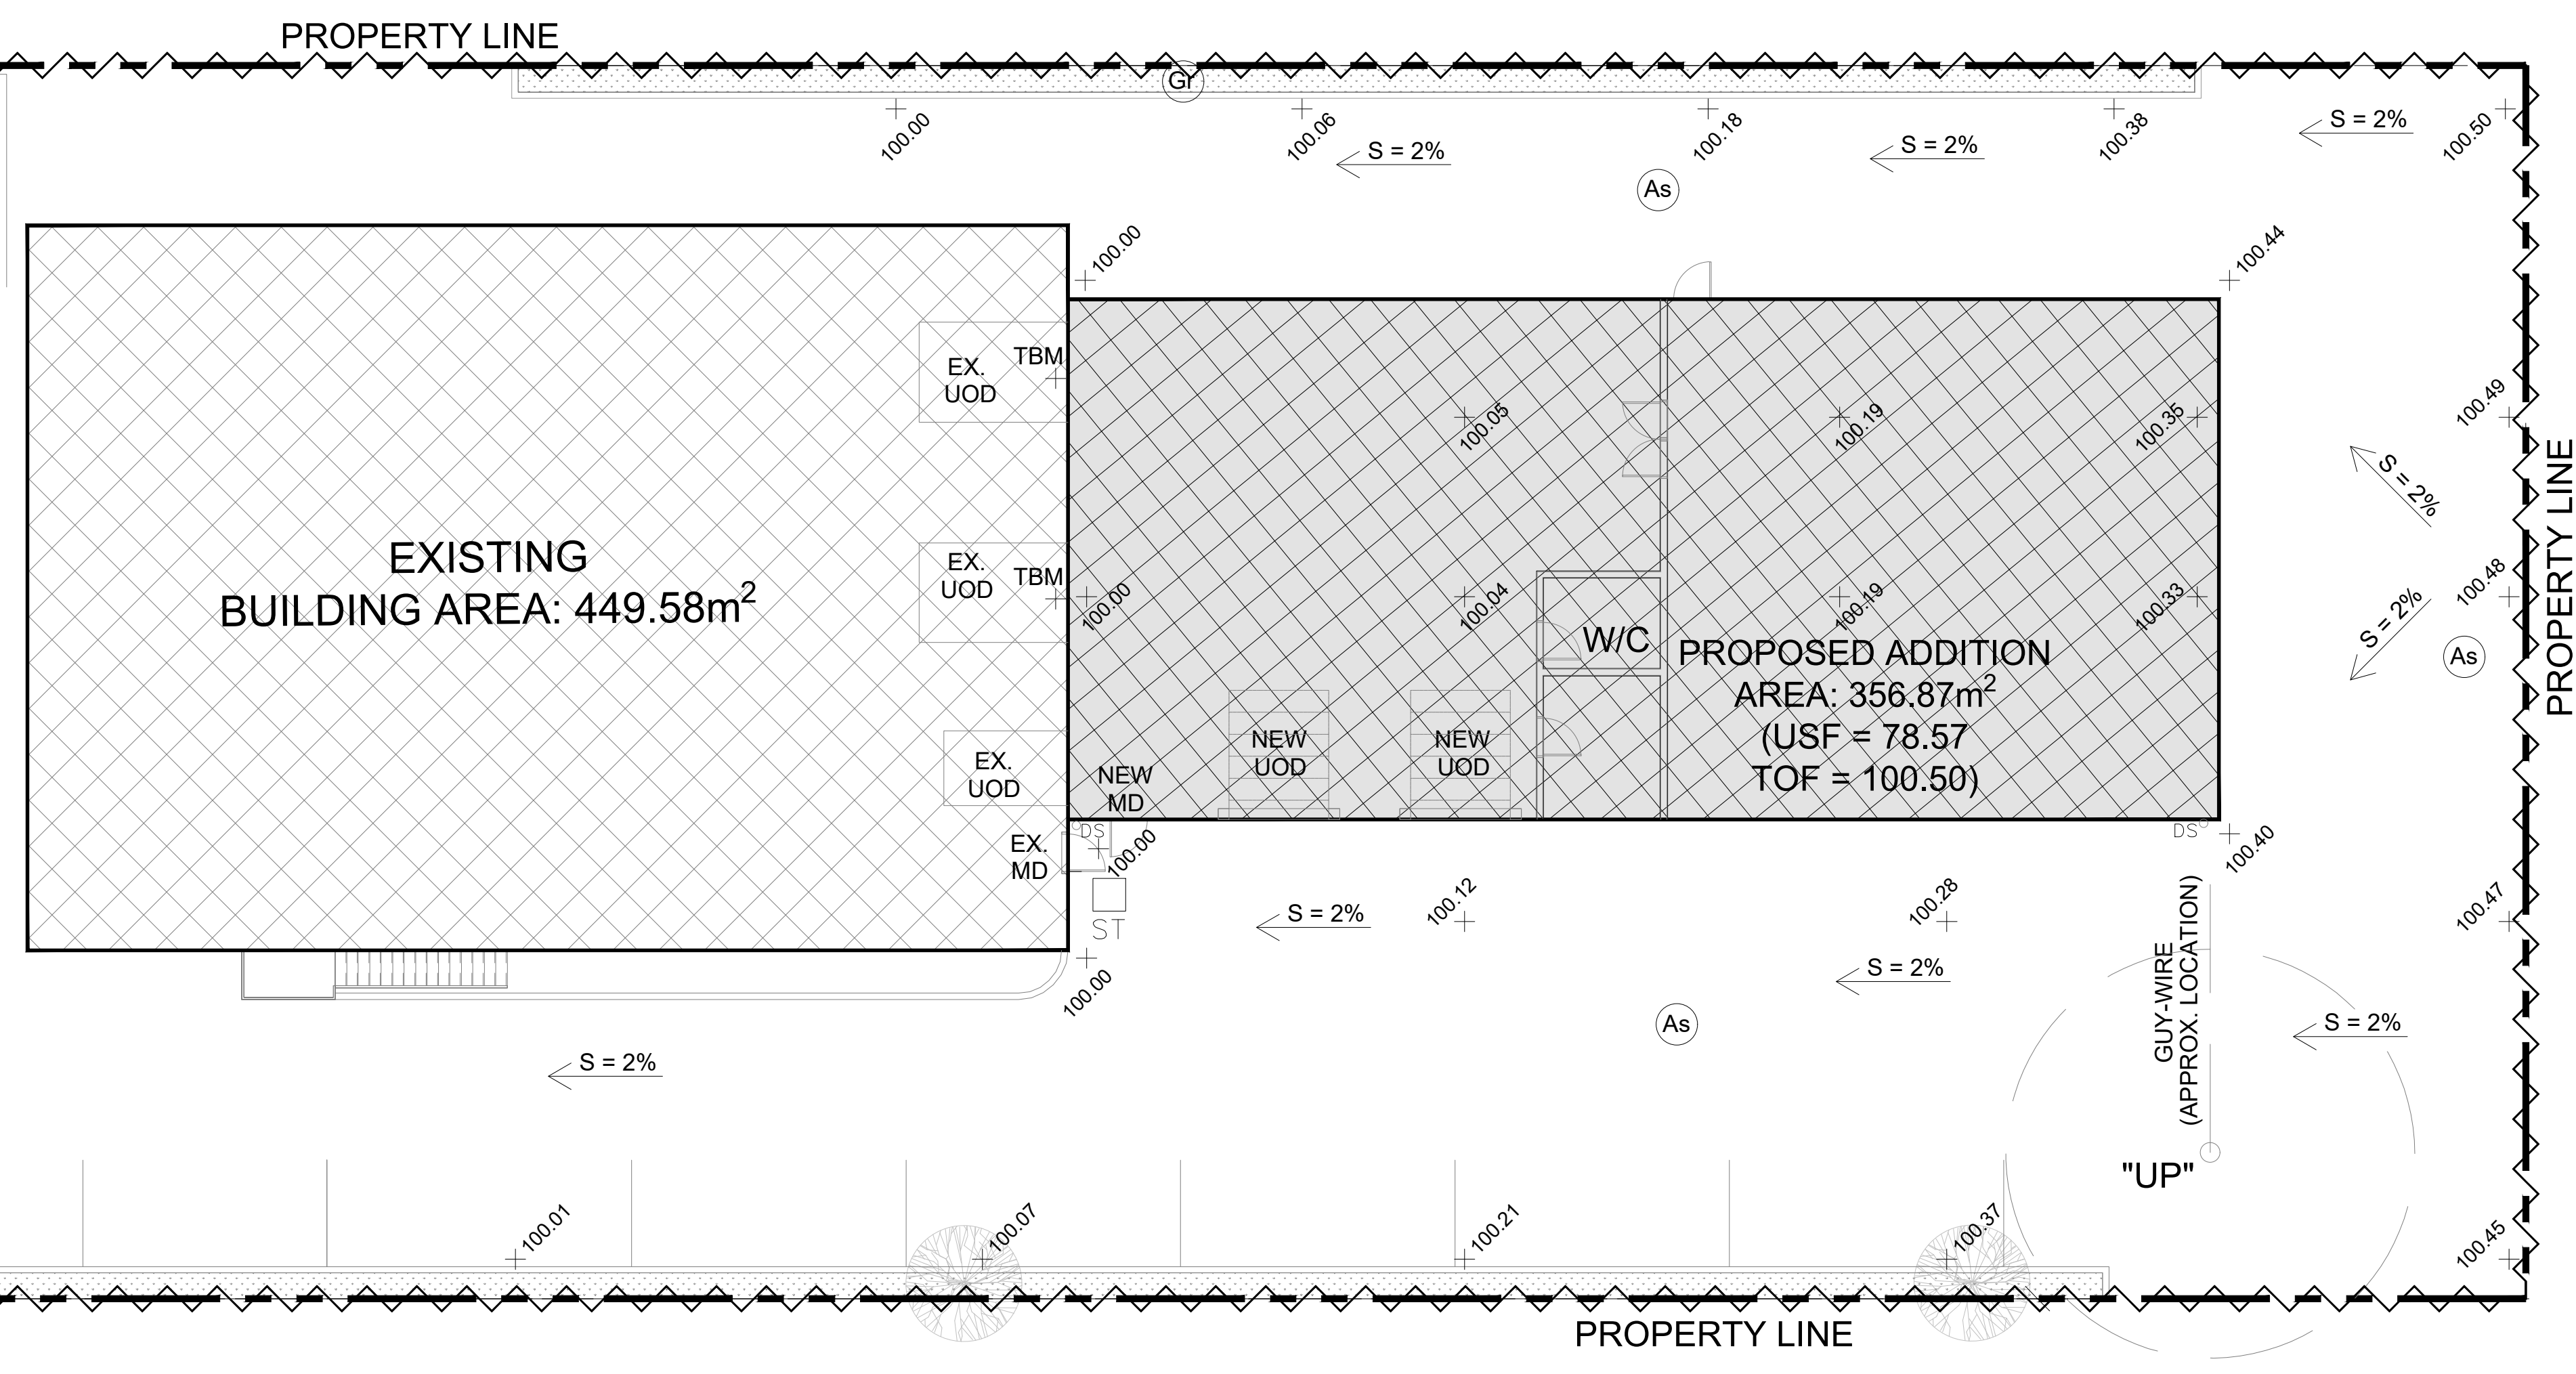 PROPERTY LINE
Gr
100.00
100.06
100.18
100.38
100.50
S = 2%
S = 2%
S = 2%
As
100.00
100.44
EX.
UOD
TBM
100.05
100.19
100.35
100.49
S = 2%
PROPERTY LINE
EXISTING
BUILDING AREA: 449.58m²
EX.
UOD
TBM
100.00
100.04
100.19
100.33
100.48
S = 2%
As
W/C
PROPOSED ADDITION
AREA: 356.87m²
(USF = 78.57
TOF = 100.50)
EX.
UOD
NEW
MD
NEW
UOD
NEW
UOD
DS
DS
EX.
MD
100.00
100.40
ST
S = 2%
100.12
100.28
100.47
GUY-WIRE
(APPROX. LOCATION)
S = 2%
100.00
As
S = 2%
S = 2%
"UP"
100.01
100.07
100.21
100.37
100.45
PROPERTY LINE